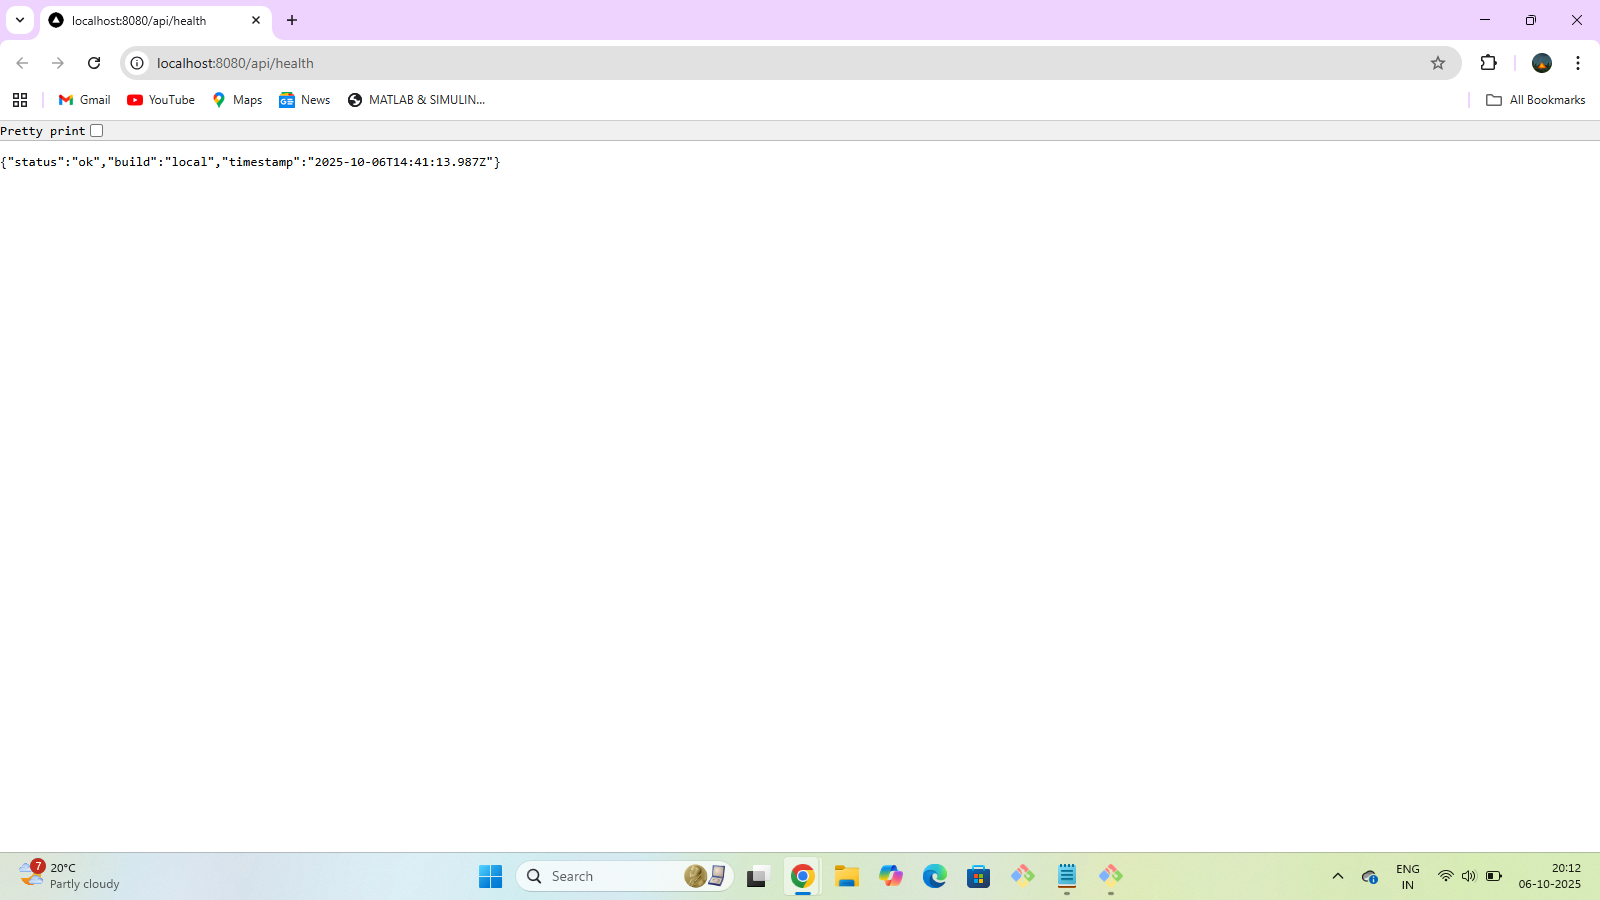 localhost:8080/api/health
localhost:8080/api/health
Gmail
YouTube
Maps
News
MATLAB & SIMULIN...
All Bookmarks
Pretty print
{"status":"ok","build":"local","timestamp":"2025-10-06T14:41:13.987Z"}
7
20°C
Partly cloudy
Search
ENG
IN
20:12
06-10-2025